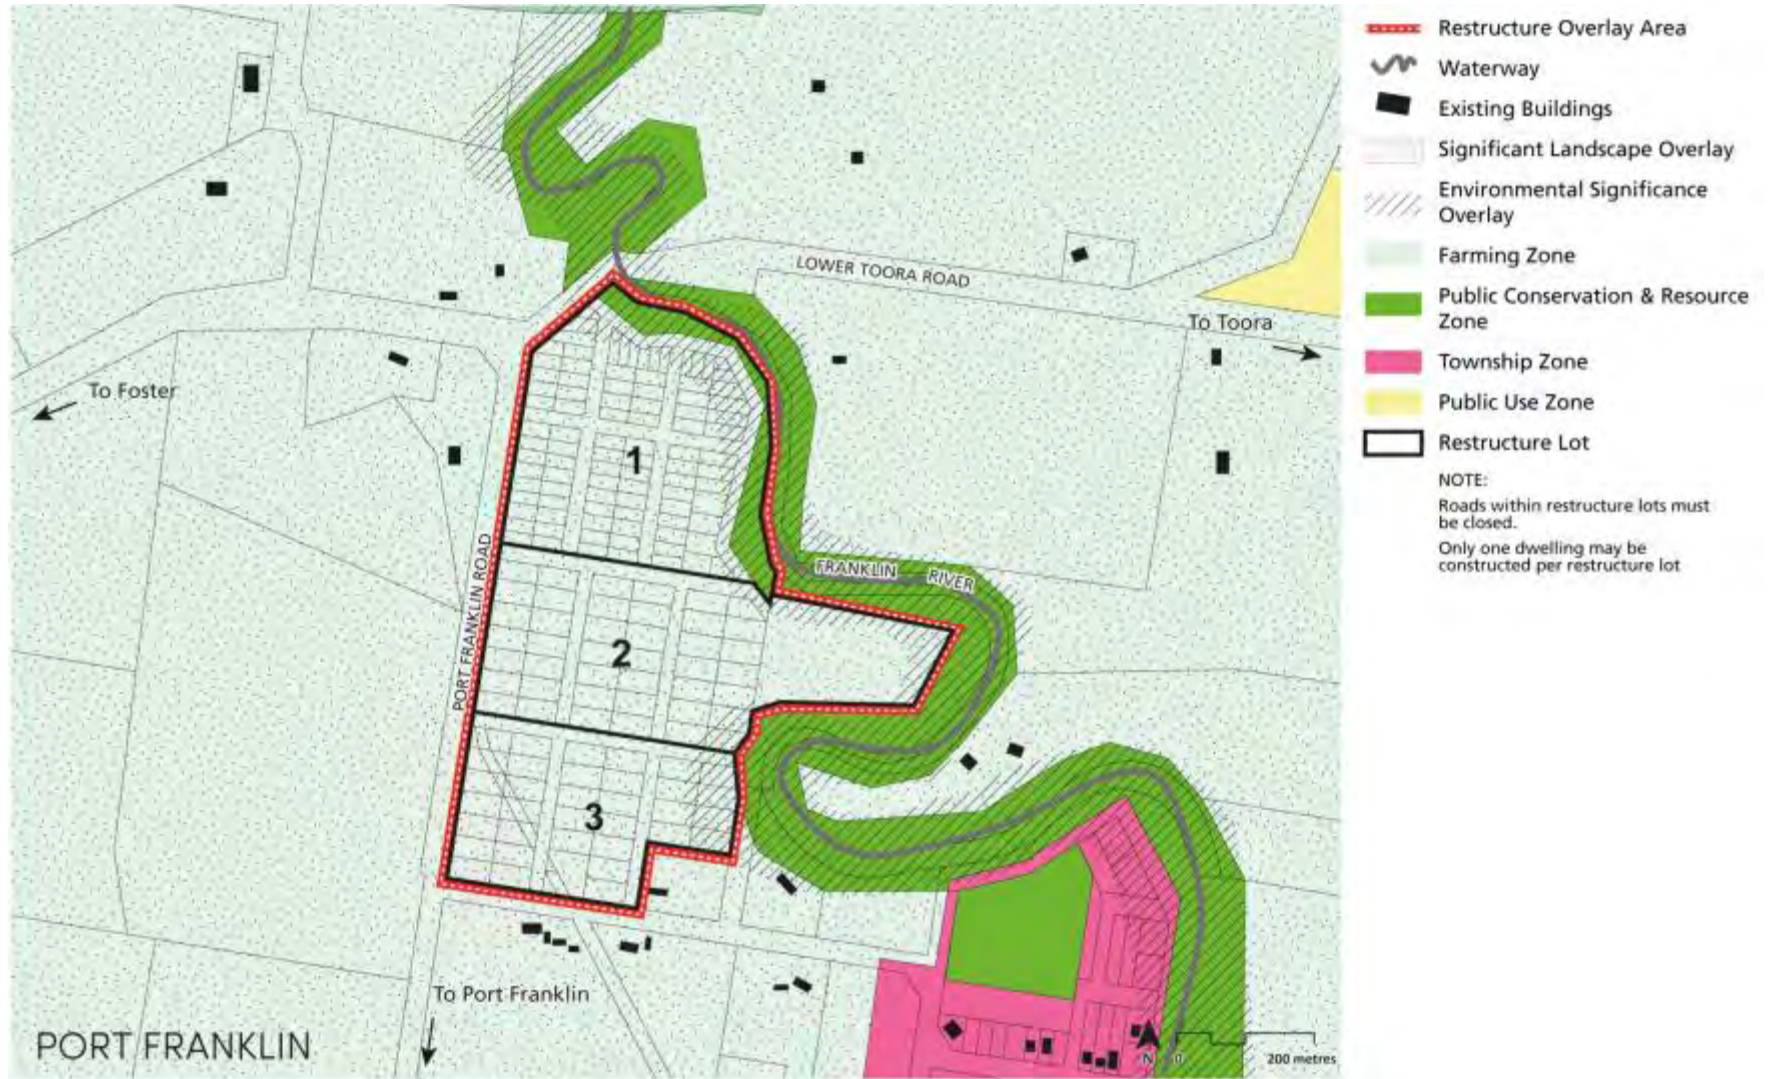 LOWER TOORA ROAD
To Toora
To Foster
1
PORT FRANKLIN ROAD
FRANKLIN RIVER
2
3
To Port Franklin
PORT FRANKLIN
N 0
200 metres
Restructure Overlay Area
Waterway
Existing Buildings
Significant Landscape Overlay
Environmental Significance
Overlay
Farming Zone
Public Conservation & Resource
Zone
Township Zone
Public Use Zone
Restructure Lot
NOTE:
Roads within restructure lots must
be closed.
Only one dwelling may be
constructed per restructure lot